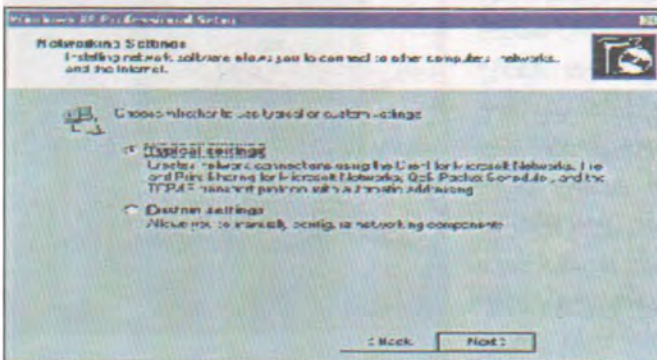 Windows XP Professional Setup
Networking Settings
Installing network software allows you to connect to other computers, networks,
and the Internet.
Choose whether to use typical or custom settings
Typical settings
Creates network connections using the Client for Microsoft Networks, File
and Print Sharing for Microsoft Networks, QoS Packet Scheduler, and the
TCP/IP transport protocol with automatic addressing
Custom settings
Allows you to manually configure networking components
< Back
Next >